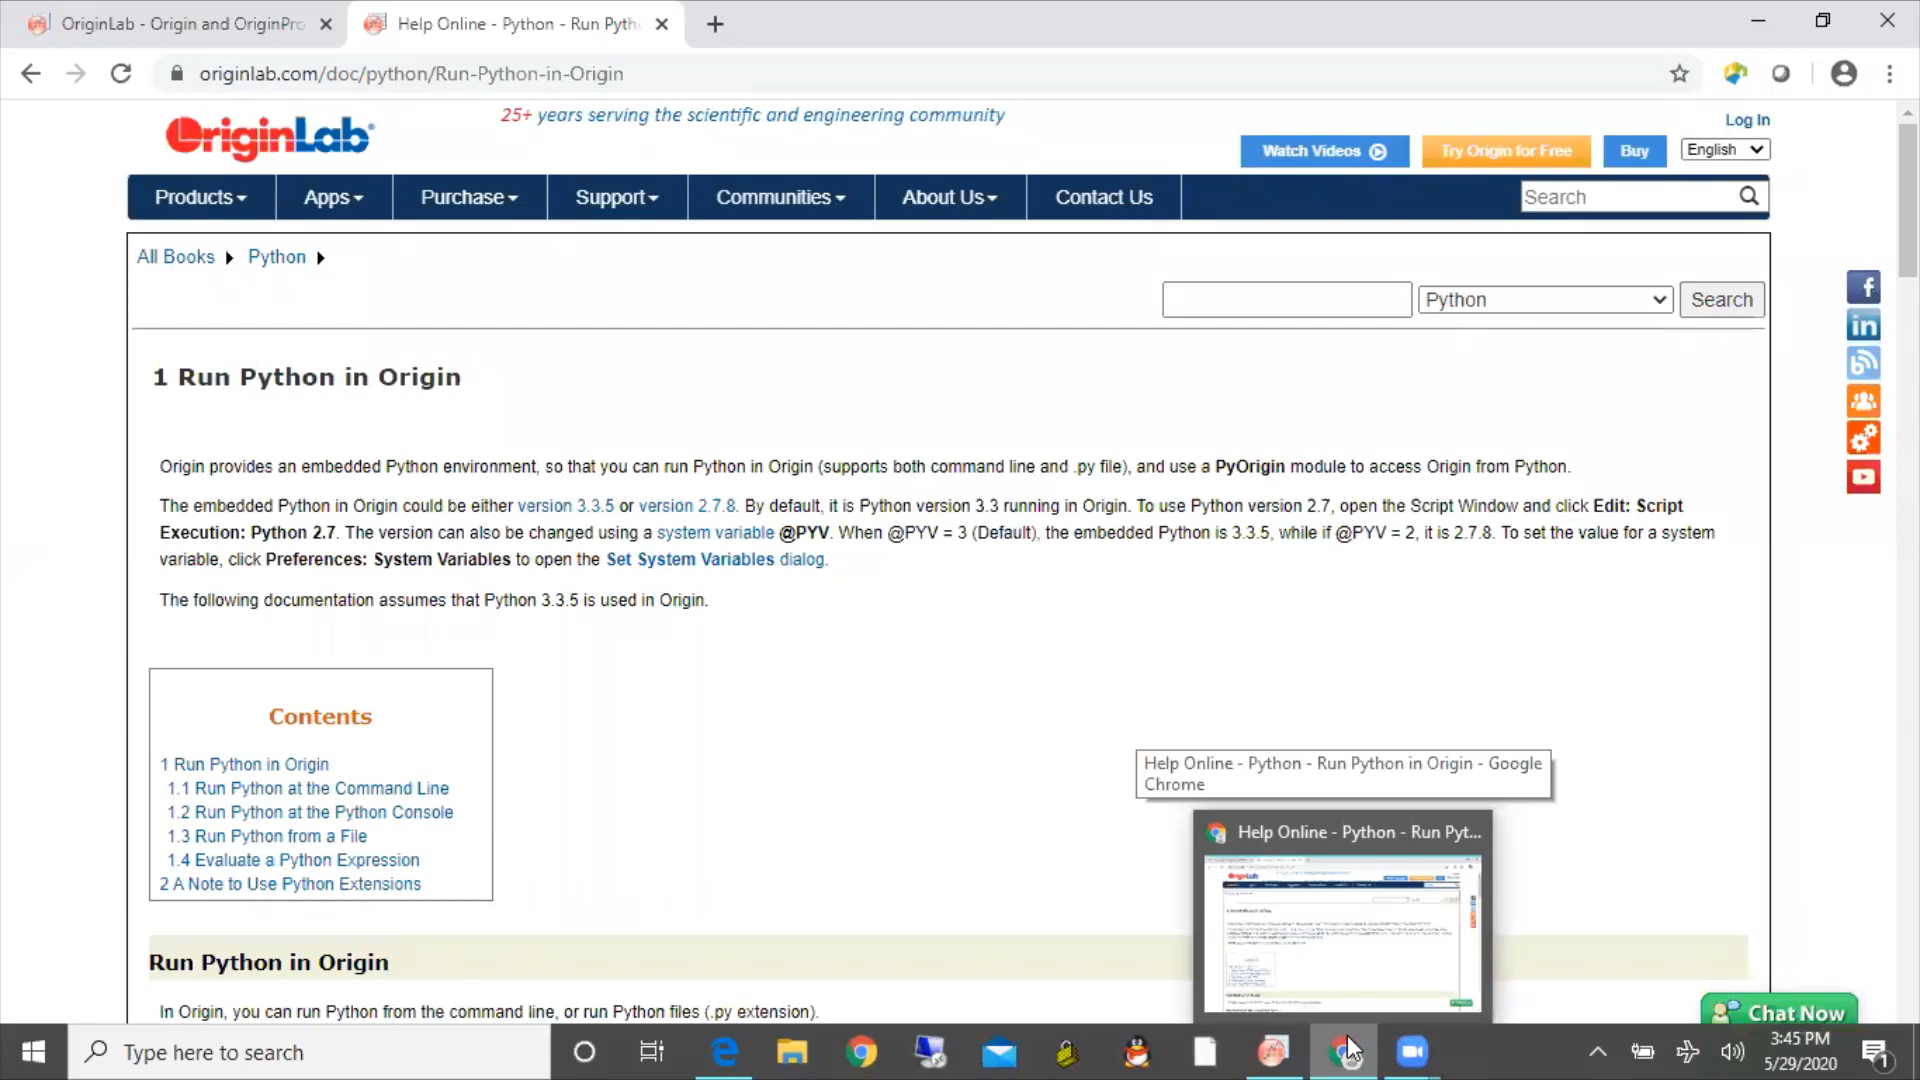 OriginLab - Origin and OriginPro
Help Online - Python - Run Pyth
originlab.com/doc/python/Run-Python-in-Origin
OriginLab
25+ years serving the scientific and engineering community
Log In
Watch Videos
Try Origin for Free
Buy
English
Products
Apps
Purchase
Support
Communities
About Us
Contact Us
Search
All Books
Python
Python
Search
1 Run Python in Origin
Origin provides an embedded Python environment, so that you can run Python in Origin (supports both command line and .py file), and use a PyOrigin module to access Origin from Python.
The embedded Python in Origin could be either version 3.3.5 or version 2.7.8. By default, it is Python version 3.3 running in Origin. To use Python version 2.7, open the Script Window and click Edit: Script
Execution: Python 2.7. The version can also be changed using a system variable @PYV. When @PYV = 3 (Default), the embedded Python is 3.3.5, while if @PYV = 2, it is 2.7.8. To set the value for a system
variable, click Preferences: System Variables to open the Set System Variables dialog.
The following documentation assumes that Python 3.3.5 is used in Origin.
Contents
1 Run Python in Origin
1.1 Run Python at the Command Line
1.2 Run Python at the Python Console
1.3 Run Python from a File
1.4 Evaluate a Python Expression
2 A Note to Use Python Extensions
Help Online - Python - Run Python in Origin - Google
Chrome
Help Online - Python - Run Pyt...
Run Python in Origin
In Origin, you can run Python from the command line, or run Python files (.py extension).
Chat Now
Type here to search
3:45 PM
5/29/2020
1